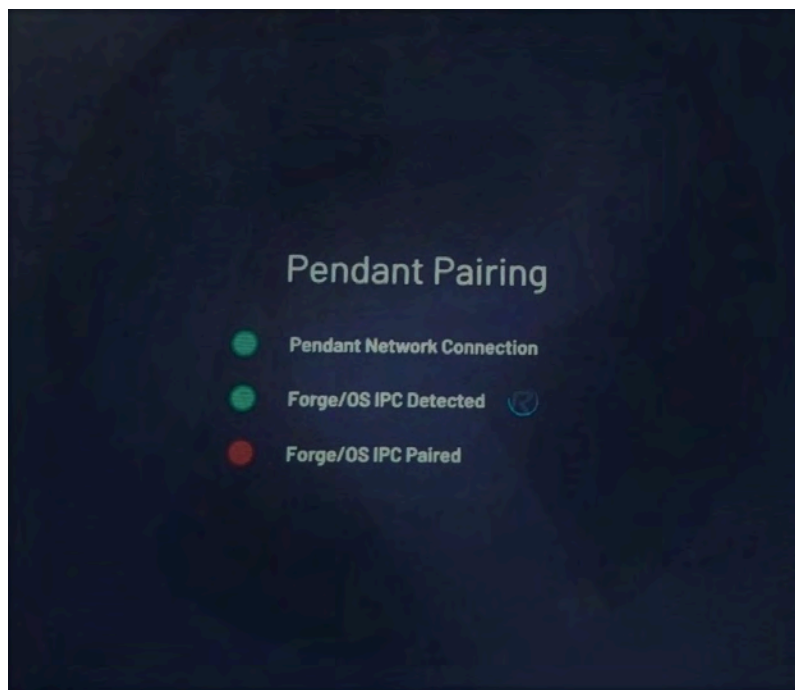 Pendant Pairing
Pendant Network Connection
Forge/OS IPC Detected
Forge/OS IPC Paired